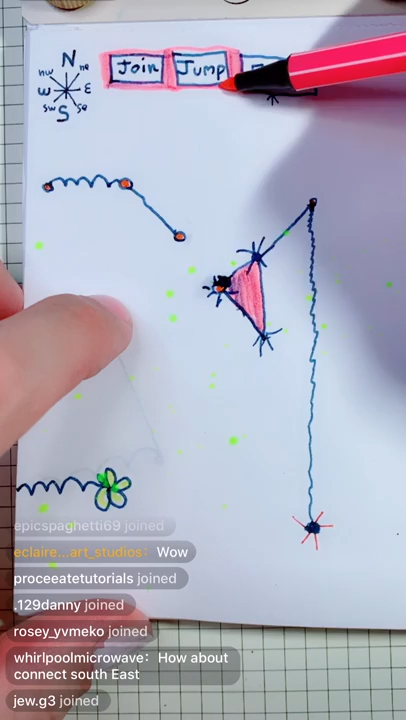 N
nw ne
W E
sw se
S
Join Jump
epicspaghetti69 joined
eclaire...art_studios: Wow
proceeatetutorials joined
.129danny joined
rosey_yvmeko joined
whirlpoolmicrowave: How about
connect south East
jew.g3 joined